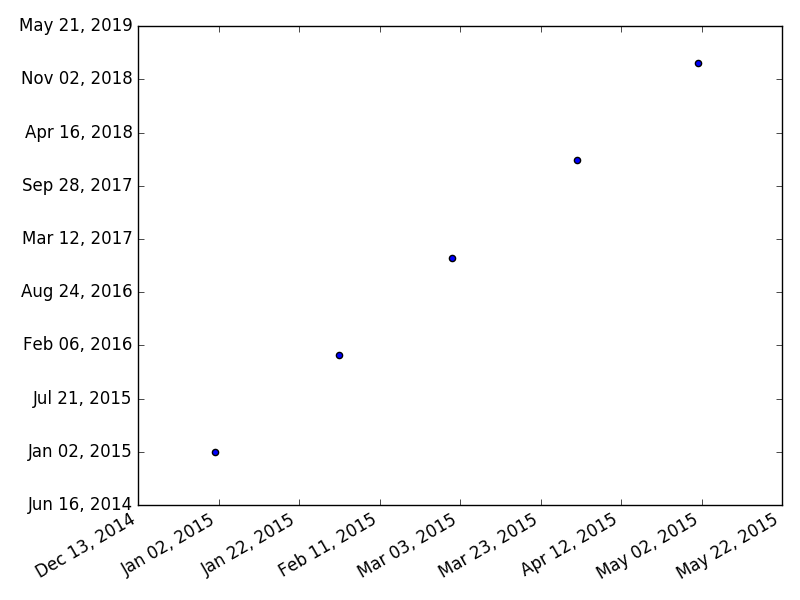 May 21, 2019
Nov 02, 2018
Apr 16, 2018
Sep 28, 2017
Mar 12, 2017
Aug 24, 2016
Feb 06, 2016
Jul 21, 2015
Jan 02, 2015
Jun 16, 2014
Dec 13, 2014
Jan 02, 2015
Jan 22, 2015
Feb 11, 2015
Mar 03, 2015
Mar 23, 2015
Apr 12, 2015
May 02, 2015
May 22, 2015